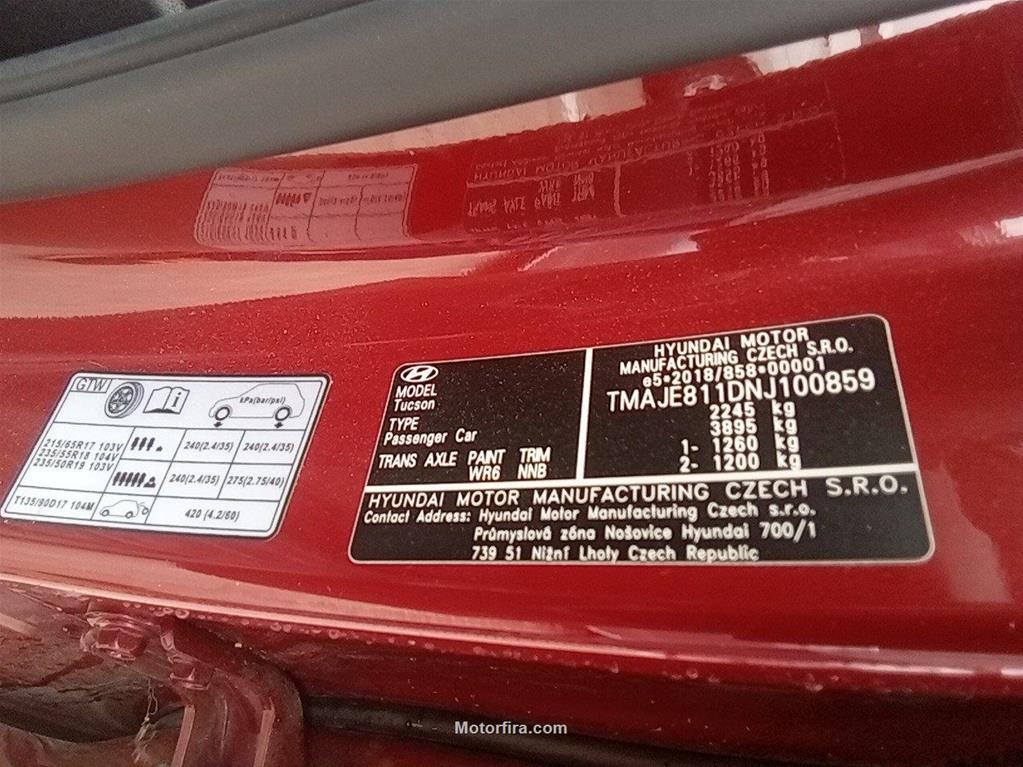 GIW
i
kPa(bar/psi)
215/65R17 103V
235/55R18 104V
235/50R19 103V
240(2.4/35) 240(2.4/35)
240(2.4/35) 275(2.75/40)
T135/90D17 104M
420 (4.2/60)
MODEL
Tucson
TYPE
Passenger Car
TRANS AXLE PAINT TRIM
WR6 NNB
HYUNDAI MOTOR
MANUFACTURING CZECH S.R.O.
e5*2018/858*00001
TMAJE811DNJ100859
2245 kg
3895 kg
1- 1260 kg
2- 1200 kg
HYUNDAI MOTOR MANUFACTURING CZECH S.R.O.
Contact Address: Hyundai Motor Manufacturing Czech s.r.o.
Průmyslová zóna Nošovice Hyundai 700/1
739 51 Nižní Lhoty Czech Republic
Motorfira.com